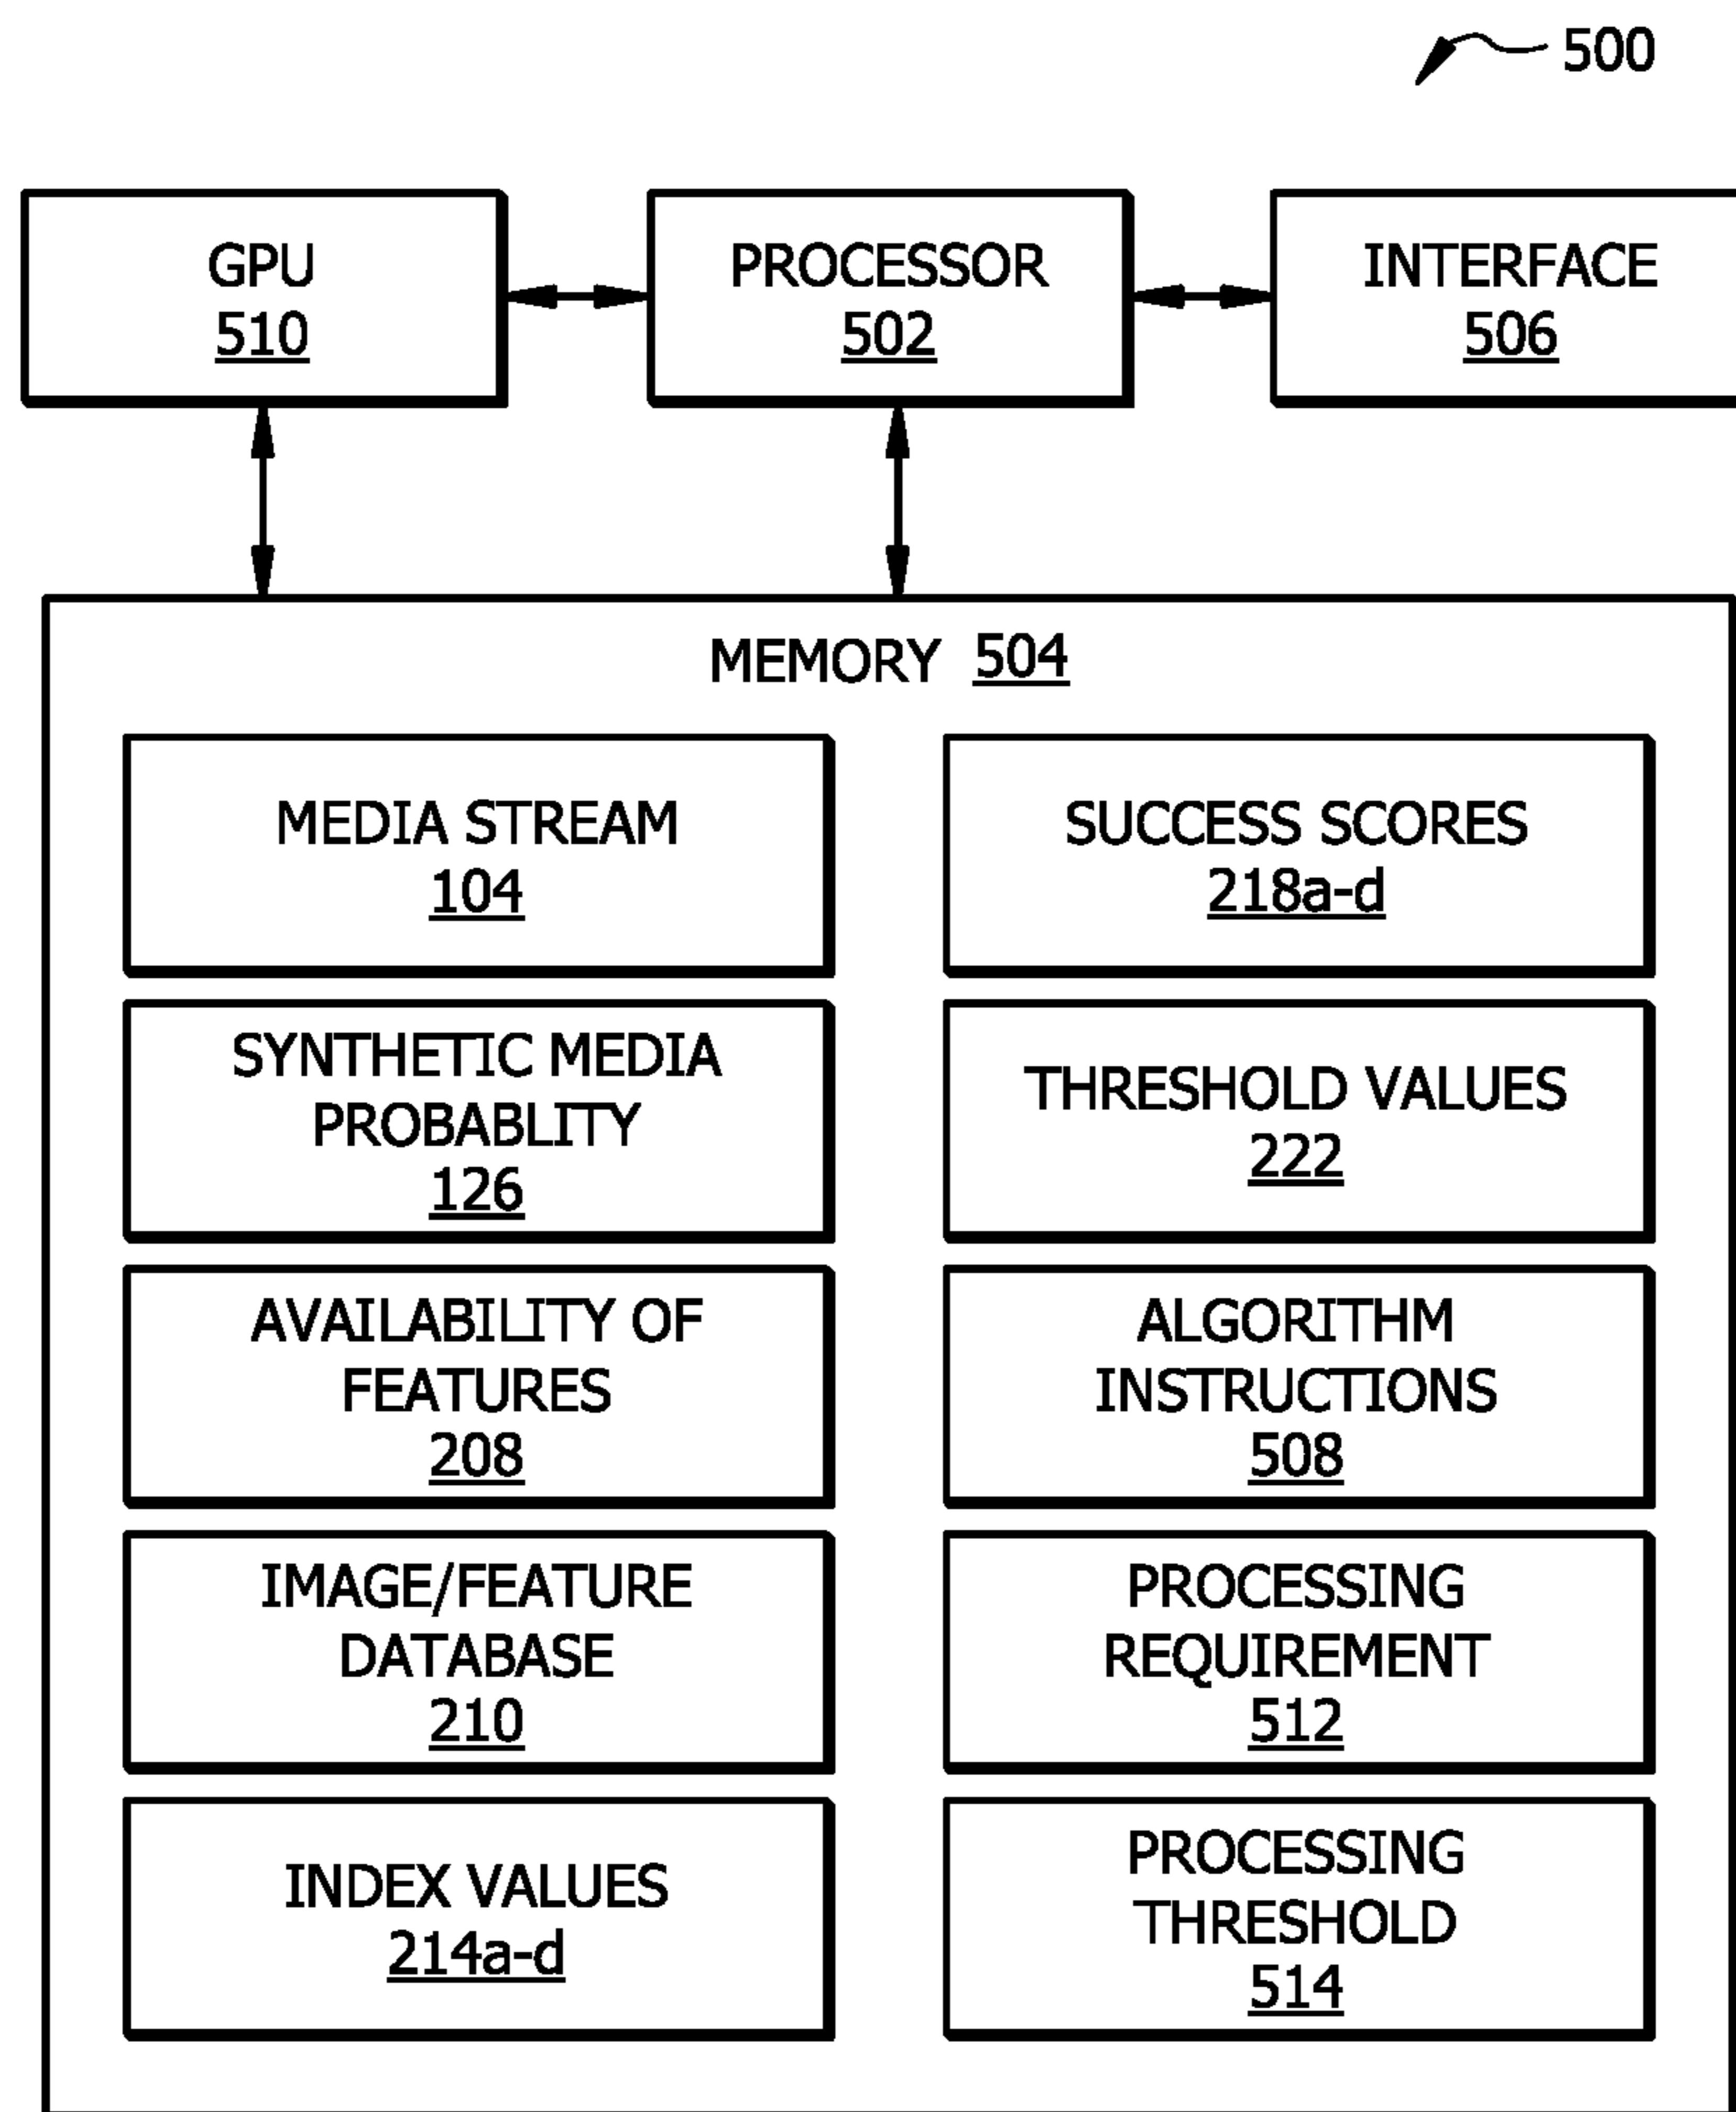 500
GPU
510
PROCESSOR
502
INTERFACE
506
MEMORY 504
MEDIA STREAM
104
SUCCESS SCORES
218a-d
SYNTHETIC MEDIA
PROBABLITY
126
THRESHOLD VALUES
222
AVAILABILITY OF
FEATURES
208
ALGORITHM
INSTRUCTIONS
508
IMAGE/FEATURE
DATABASE
210
PROCESSING
REQUIREMENT
512
INDEX VALUES
214a-d
PROCESSING
THRESHOLD
514